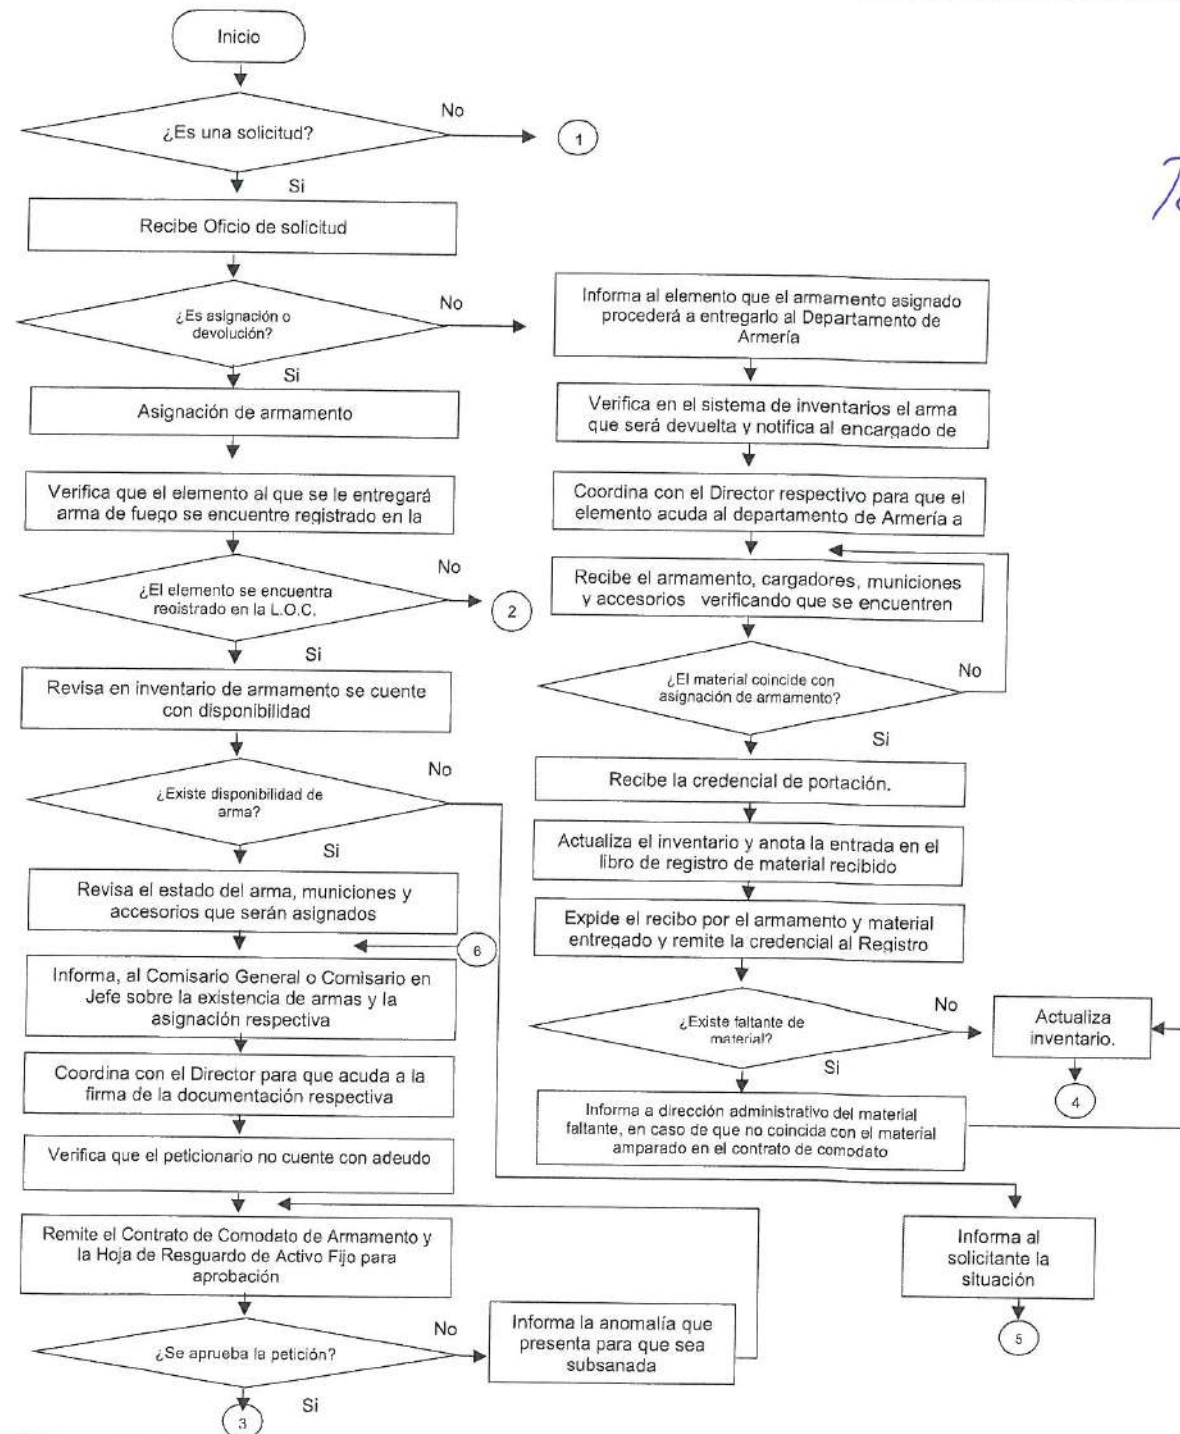 Inicio
¿Es una solicitud?
No
1
Si
Recibe Oficio de solicitud
¿Es asignación o
devolución?
No
Si
Asignación de armamento
Verifica que el elemento al que se le entregará
arma de fuego se encuentre registrado en la
¿El elemento se encuentra
registrado en la L.O.C.
No
2
Si
Revisa en inventario de armamento se cuente
con disponibilidad
¿Existe disponibilidad de
arma?
No
Si
Revisa el estado del arma, municiones y
accesorios que serán asignados
6
Informa, al Comisario General o Comisario en
Jefe sobre la existencia de armas y la
asignación respectiva
Coordina con el Director para que acuda a la
firma de la documentación respectiva
Verifica que el peticionario no cuente con adeudo
Remite el Contrato de Comodato de Armamento y
la Hoja de Resguardo de Activo Fijo para
aprobación
¿Se aprueba la petición?
No
Informa la anomalía que
presenta para que sea
subsanada
Si
3
Informa al elemento que el armamento asignado
procederá a entregarlo al Departamento de
Armería
Verifica en el sistema de inventarios el arma
que será devuelta y notifica al encargado de
Coordina con el Director respectivo para que el
elemento acuda al departamento de Armería a
Recibe el armamento, cargadores, municiones
y accesorios verificando que se encuentren
¿El material coincide con
asignación de armamento?
No
Si
Recibe la credencial de portación.
Actualiza el inventario y anota la entrada en el
libro de registro de material recibido
Expide el recibo por el armamento y material
entregado y remite la credencial al Registro
¿Existe faltante de
material?
No
Actualiza
inventario.
4
Si
Informa a dirección administrativo del material
faltante, en caso de que no coincida con el material
amparado en el contrato de comodato
Informa al
solicitante la
situación
5